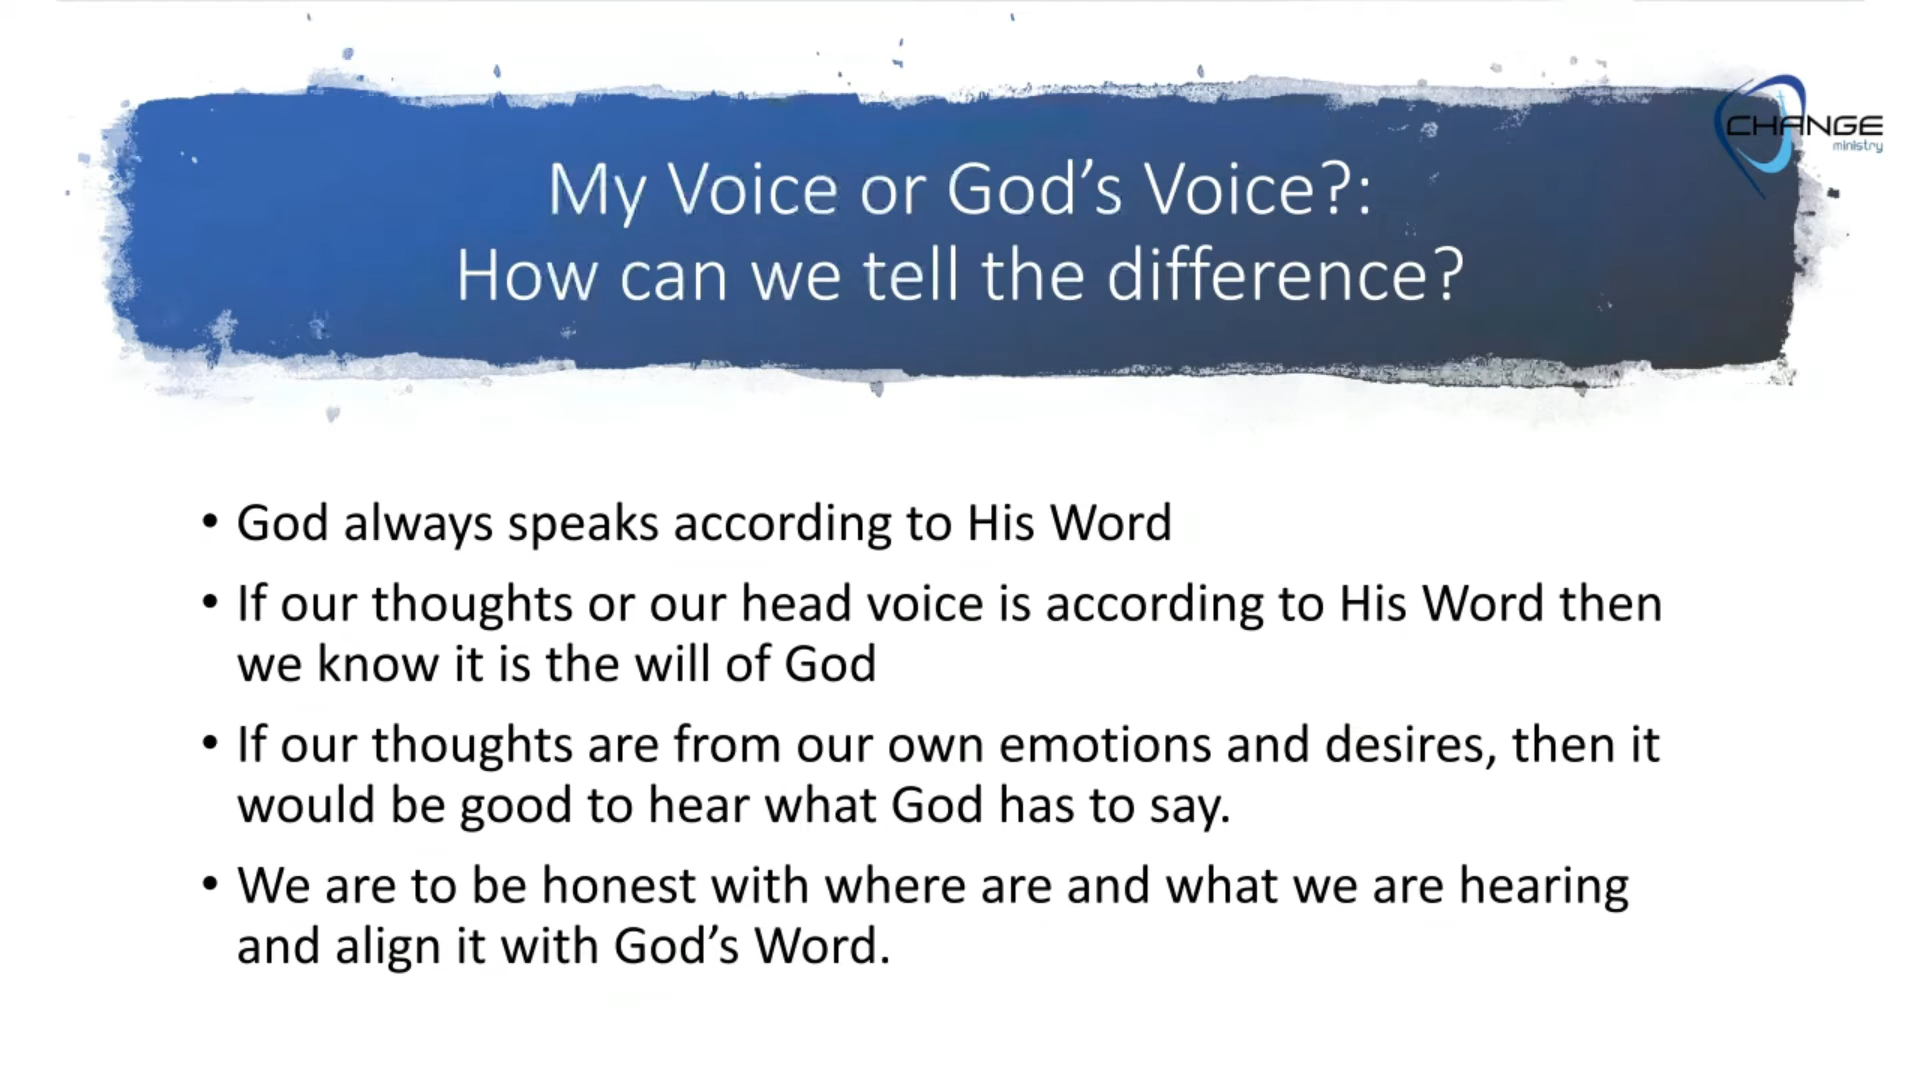 CHANGE
ministry
My Voice or God’s Voice?:
How can we tell the difference?
• God always speaks according to His Word
• If our thoughts or our head voice is according to His Word then
we know it is the will of God
• If our thoughts are from our own emotions and desires, then it
would be good to hear what God has to say.
• We are to be honest with where are and what we are hearing
and align it with God’s Word.